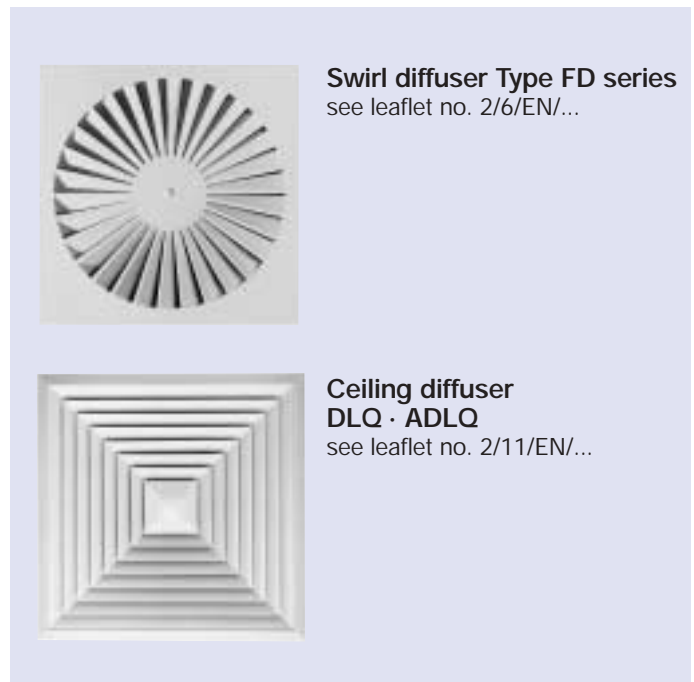 Swirl diffuser Type FD series
see leaflet no. 2/6/EN/...
Ceiling diffuser
DLQ · ADLQ
see leaflet no. 2/11/EN/...